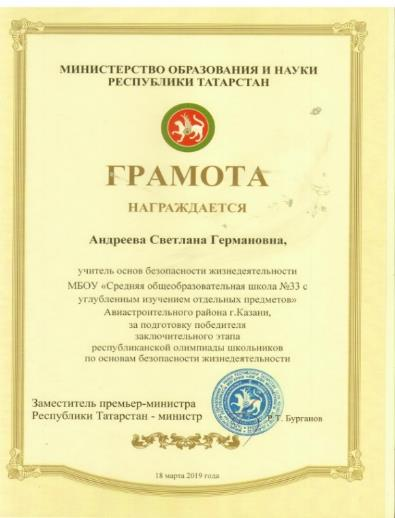 МИНИСТЕРСТВО ОБРАЗОВАНИЯ И НАУКИ
РЕСПУБЛИКИ ТАТАРСТАН
ГРАМОТА
НАГРАЖДАЕТСЯ
Андреева Светлана Германовна,
учитель основ безопасности жизнедеятельности
МБОУ «Средняя общеобразовательная школа №33 с
углубленным изучением отдельных предметов»
Авиастроительного района г.Казани,
за подготовку победителя
заключительного этапа
республиканской олимпиады школьников
по основам безопасности жизнедеятельности
Заместитель премьер-министра
Республики Татарстан - министр
Р.Т. Бурганов
18 марта 2019 года